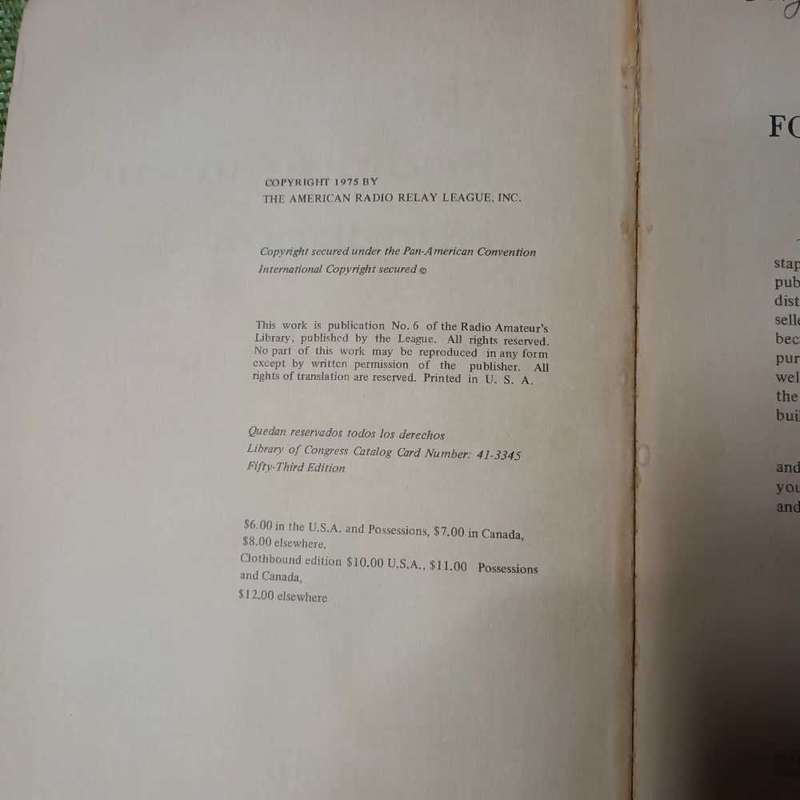 COPYRIGHT 1975 BY
THE AMERICAN RADIO RELAY LEAGUE, INC.
Copyright secured under the Pan-American Convention
International Copyright secured ©
This work is publication No. 6 of the Radio Amateur's
Library, published by the League. All rights reserved.
No part of this work may be reproduced in any form
except by written permission of the publisher. All
rights of translation are reserved. Printed in U. S. A.
Quedan reservados todos los derechos
Library of Congress Catalog Card Number: 41-3345
Fifty-Third Edition
$6.00 in the U.S.A. and Possessions, $7.00 in Canada,
$8.00 elsewhere.
Clothbound edition $10.00 U.S.A., $11.00 Possessions
and Canada,
$12.00 elsewhere
FO
stap
pub
dist
selle
bec
pur
wel
the
buil
and
you
and